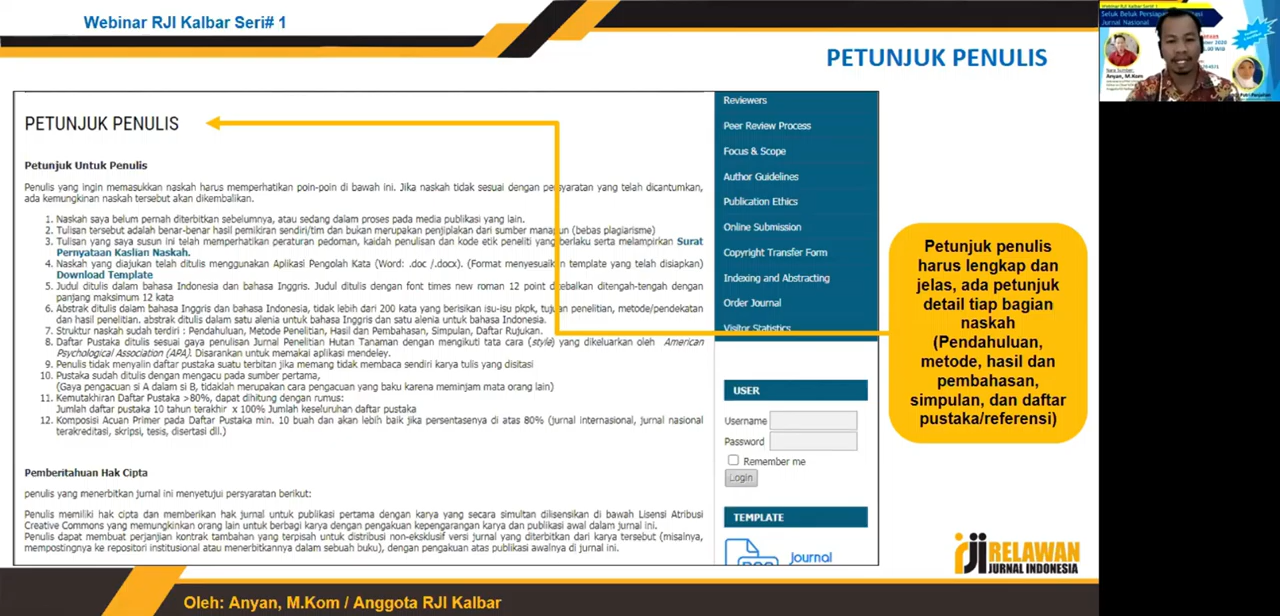 Webinar RJI Kalbar Seri# 1
PETUNJUK PENULIS
PETUNJUK PENULIS
Petunjuk Untuk Penulis
Penulis yang ingin memasukkan naskah harus memperhatikan poin-poin di bawah ini. Jika naskah tidak sesuai dengan persyaratan yang telah dicantumkan,
ada kemungkinan naskah tersebut akan dikembalikan.
1. Naskah saya belum pernah diterbitkan sebelumnya, atau sedang dalam proses pada media publikasi yang lain.
2. Tulisan tersebut adalah benar-benar hasil pemikiran sendiri/tim dan bukan merupakan penjiplakan dari sumber manapun (bebas plagiarisme)
3. Tulisan yang saya susun ini telah memperhatikan peraturan pedoman, kaidah penulisan dan kode etik peneliti yang berlaku serta melampirkan Surat
Pernyataan Kaslian Naskah.
4. Naskah yang diajukan telah ditulis menggunakan Aplikasi Pengolah Kata (Word: .doc /.docx). (Format menyesuaikan template yang telah disiapkan)
Download Template
5. Judul ditulis dalam bahasa Indonesia dan bahasa Inggris. Judul ditulis dengan font times new roman 12 point ditebalkan ditengah-tengah dengan
panjang maksimum 12 kata
6. Abstrak ditulis dalam bahasa Inggris dan bahasa Indonesia, tidak lebih dari 200 kata yang berisikan isu-isu pkpk, tujuan penelitian, metode/pendekatan
dan hasil penelitian. abstrak ditulis dalam satu alenia untuk bahasa Inggris dan satu alenia untuk bahasa Indonesia.
7. Struktur naskah sudah terdiri : Pendahuluan, Metode Penelitian, Hasil dan Pembahasan, Simpulan, Daftar Rujukan.
8. Daftar Pustaka ditulis sesuai gaya penulisan Jurnal Penelitian Hutan Tanaman dengan mengikuti tata cara (style) yang dikeluarkan oleh American
Psychological Association (APA). Disarankan untuk memakai aplikasi mendeley.
9. Penulis tidak menyalin daftar pustaka suatu terbitan jika memang tidak membaca sendiri karya tulis yang disitasi
10. Pustaka sudah ditulis dengan mengacu pada sumber pertama,
(Gaya pengacuan si A dalam si B, tidaklah merupakan cara pengacuan yang baku karena meminjam mata orang lain)
11. Kemutakhiran Daftar Pustaka >80%, dapat dihitung dengan rumus:
Jumlah daftar pustaka 10 tahun terakhir x 100% Jumlah keseluruhan daftar pustaka
12. Komposisi Acuan Primer pada Daftar Pustaka min. 10 buah dan akan lebih baik jika persentasenya di atas 80% (jurnal internasional, jurnal nasional
terakreditasi, skripsi, tesis, disertasi dll.)
Pemberitahuan Hak Cipta
penulis yang menerbitkan jurnal ini menyetujui persyaratan berikut:
Penulis memiliki hak cipta dan memberikan hak jurnal untuk publikasi pertama dengan karya yang secara simultan dilisensikan di bawah Lisensi Atribusi
Creative Commons yang memungkinkan orang lain untuk berbagi karya dengan pengakuan kepengarangan karya dan publikasi awal dalam jurnal ini.
Penulis dapat membuat perjanjian kontrak tambahan yang terpisah untuk distribusi non-eksklusif versi jurnal yang diterbitkan dari karya tersebut (misalnya,
mempostingnya ke repositori institusional atau menerbitkannya dalam sebuah buku), dengan pengakuan atas publikasi awalnya di jurnal ini.
Reviewers
Peer Review Process
Focus & Scope
Author Guidelines
Publication Ethics
Online Submission
Copyright Transfer Form
Indexing and Abstracting
Order Journal
Visitor Statistics
USER
Username
Password
Remember me
Login
TEMPLATE
journal
Petunjuk penulis
harus lengkap dan
jelas, ada petunjuk
detail tiap bagian
naskah
(Pendahuluan,
metode, hasil dan
pembahasan,
simpulan, dan daftar
pustaka/referensi)
rji RELAWAN
JURNAL INDONESIA
Oleh: Anyan, M.Kom / Anggota RJI Kalbar
Webinar RJI Kalbar Seri# 1
Seluk Beluk Persiapan
Jurnal Nasional
Anyan, M.Kom